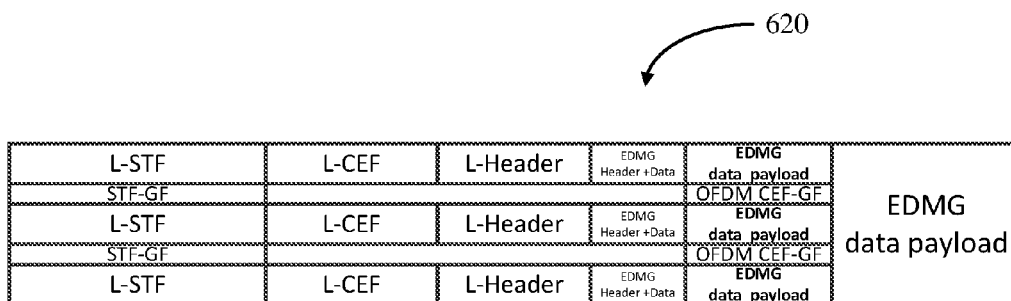 620
L-STF L-CEF L-Header EDMG Header +Data EDMG data payload
STF-GF OFDM CEF-GF
L-STF L-CEF L-Header EDMG Header +Data EDMG data payload
STF-GF OFDM CEF-GF
L-STF L-CEF L-Header EDMG Header +Data EDMG data payload
EDMG
data payload